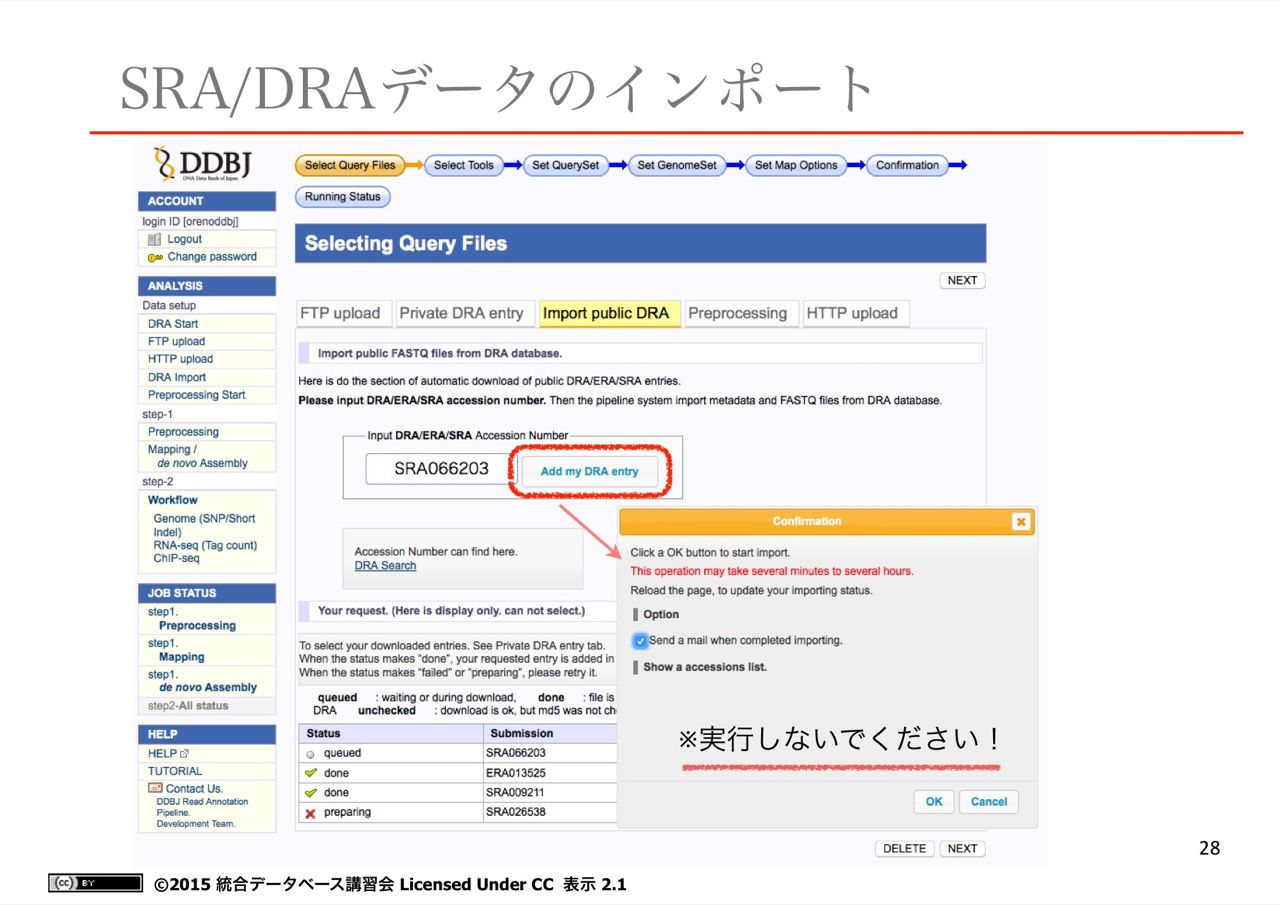 SRA/DRAデータのインポート
DDBJ
DNA Data Bank of Japan
Select Query Files
Select Tools
Set QuerySet
Set GenomeSet
Set Map Options
Confirmation
Running Status
ACCOUNT
login ID [orenoddbj]
Logout
Change password
ANALYSIS
Data setup
DRA Start
FTP upload
HTTP upload
DRA Import
Preprocessing Start
step-1
Preprocessing
Mapping /
de novo Assembly
step-2
Workflow
Genome (SNP/Short
Indel)
RNA-seq (Tag count)
ChIP-seq
JOB STATUS
step1.
Preprocessing
step1.
Mapping
step1.
de novo Assembly
step2-All status
HELP
HELP
TUTORIAL
Contact Us.
DDBJ Read Annotation
Pipeline.
Development Team.
Selecting Query Files
NEXT
FTP upload
Private DRA entry
Import public DRA
Preprocessing
HTTP upload
Import public FASTQ files from DRA database.
Here is do the section of automatic download of public DRA/ERA/SRA entries.
Please input DRA/ERA/SRA accession number. Then the pipeline system import metadata and FASTQ files from DRA database.
Input DRA/ERA/SRA Accession Number
SRA066203
Add my DRA entry
Accession Number can find here.
DRA Search
Your request. (Here is display only. can not select.)
To select your downloaded entries. See Private DRA entry tab.
When the status makes "done", your requested entry is added in
When the status makes "failed" or "preparing", please retry it.
queued : waiting or during download, done : file is
DRA unchecked : download is ok, but md5 was not ch
Status Submission
queued SRA066203
done ERA013525
done SRA009211
preparing SRA026538
Confirmation
Click a OK button to start import.
This operation may take several minutes to several hours.
Reload the page, to update your importing status.
Option
Send a mail when completed importing.
Show a accessions list.
※実行しないでください！
OK
Cancel
DELETE
NEXT
28
(cc) BY
©2015 統合データベース講習会 Licensed Under CC 表示 2.1